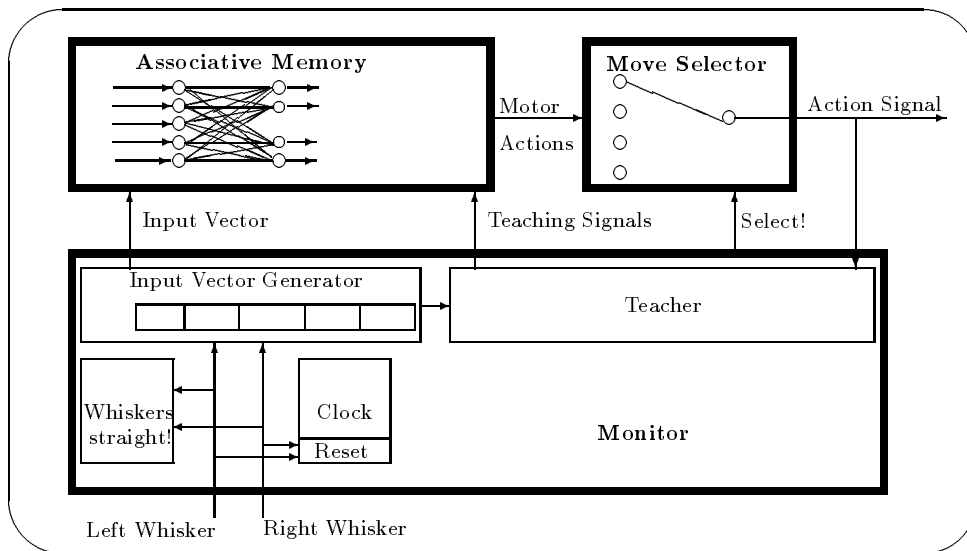 Associative Memory
Move Selector
Motor
Actions
Action Signal
Input Vector
Teaching Signals
Select!
Input Vector Generator
Teacher
Whiskers
straight!
Clock
Reset
Monitor
Left Whisker
Right Whisker